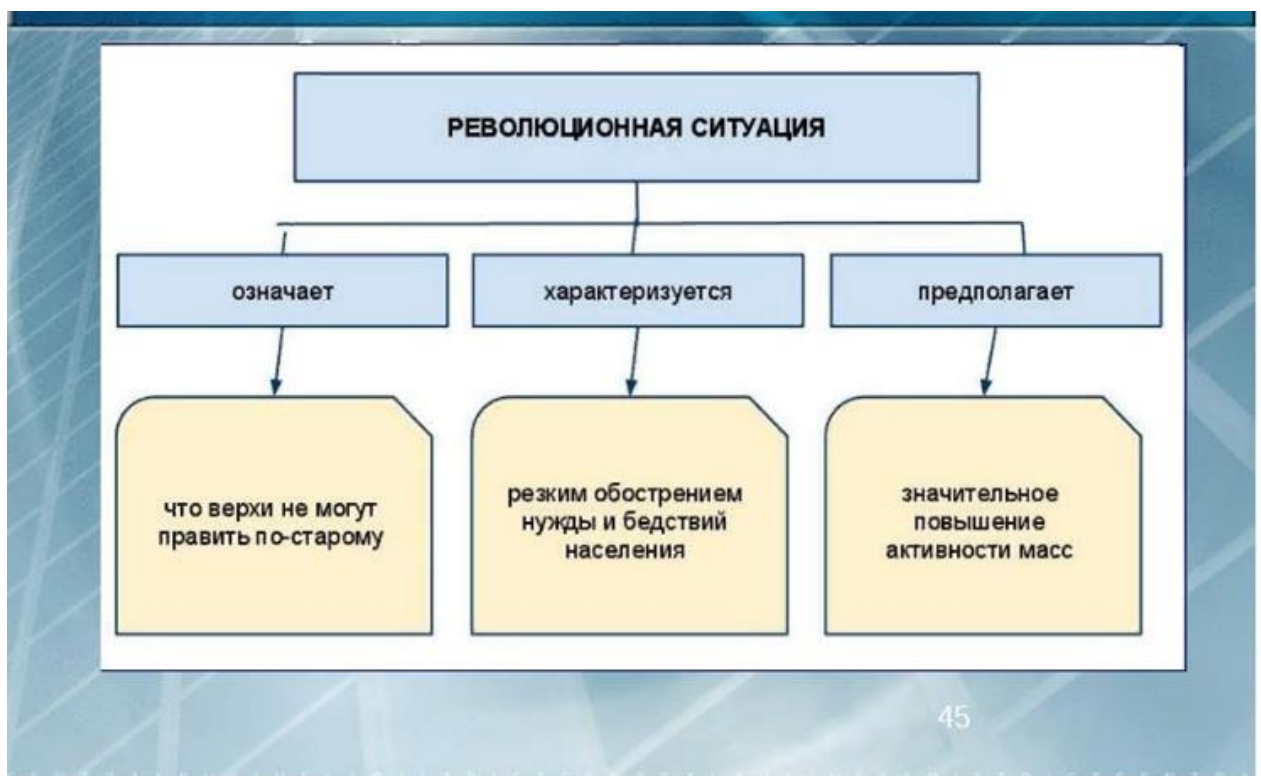 РЕВОЛЮЦИОННАЯ СИТУАЦИЯ
означает
характеризуется
предполагает
что верхи не могут
править по-старому
резким обострением
нужды и бедствий
населения
значительное
повышение
активности масс
45